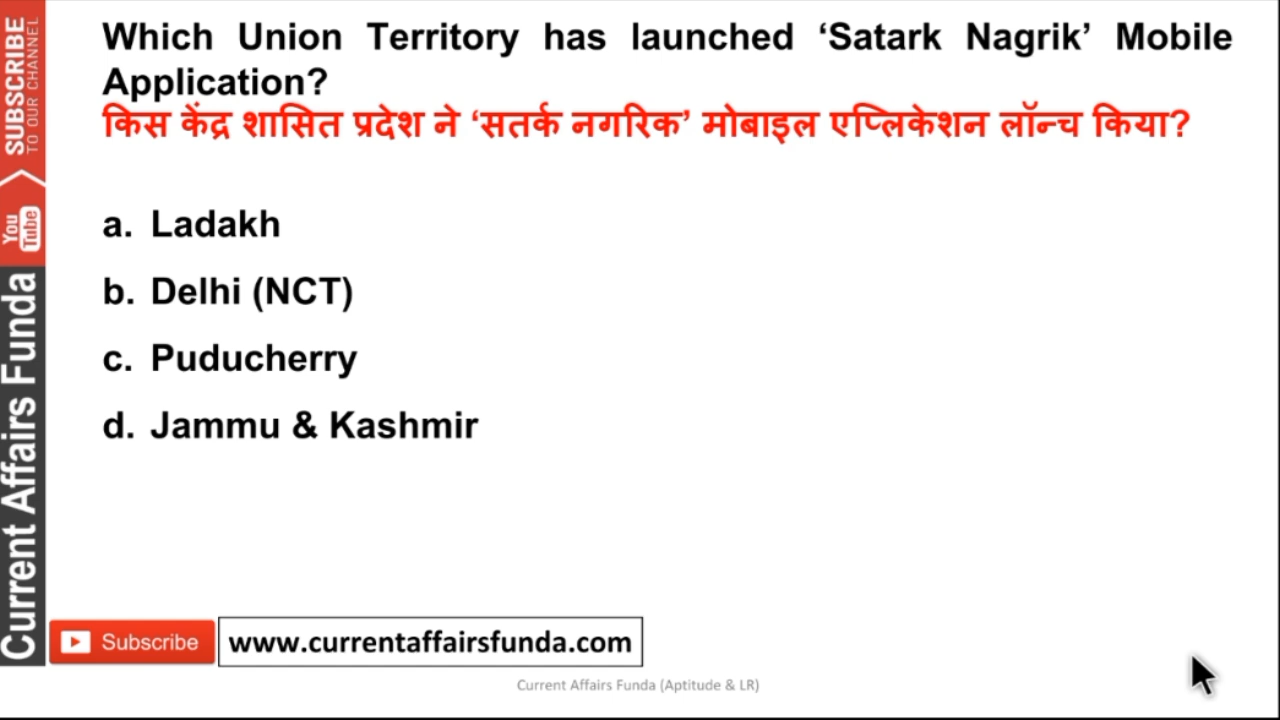 Which Union Territory has launched ‘Satark Nagrik’ Mobile
Application?
किस केंद्र शासित प्रदेश ने ‘सतर्क नगरिक’ मोबाइल एप्लिकेशन लॉन्च किया?
a. Ladakh
b. Delhi (NCT)
c. Puducherry
d. Jammu & Kashmir
SUBSCRIBE
TO OUR CHANNEL
You
Tube
Current Affairs Funda
Subscribe
www.currentaffairsfunda.com
Current Affairs Funda (Aptitude & LR)